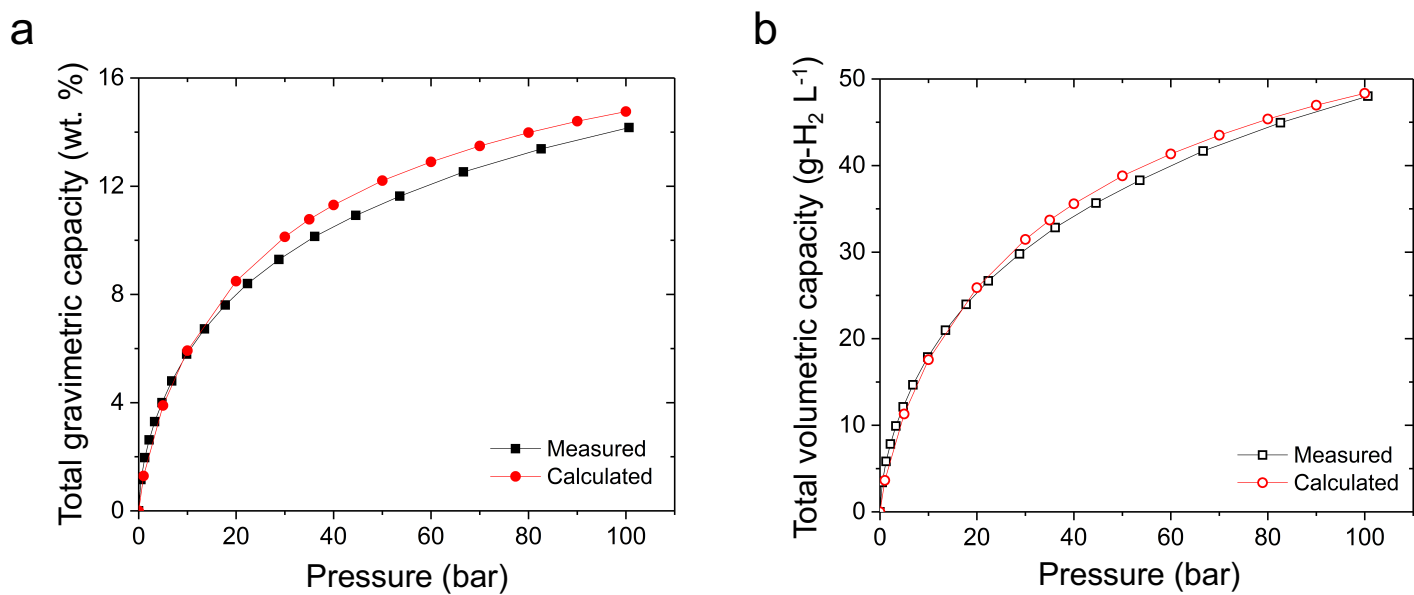 a
Total gravimetric capacity (wt. %)
16
12
8
4
0
0 20 40 60 80 100
Pressure (bar)
Measured
Calculated
b
Total volumetric capacity (g-H₂ L⁻¹)
50
40
30
20
10
0
0 20 40 60 80 100
Pressure (bar)
Measured
Calculated